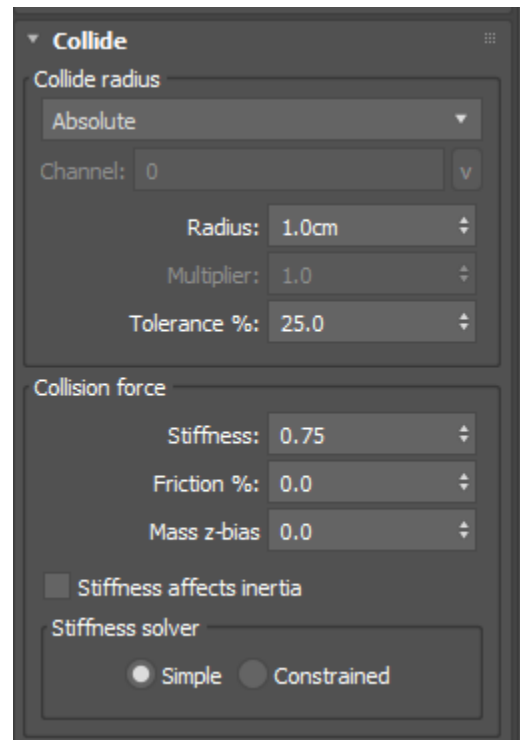 Collide
Collide radius
Absolute
Channel: 0 v
Radius: 1.0cm
Multiplier: 1.0
Tolerance %: 25.0
Collision force
Stiffness: 0.75
Friction %: 0.0
Mass z-bias 0.0
Stiffness affects inertia
Stiffness solver
Simple Constrained